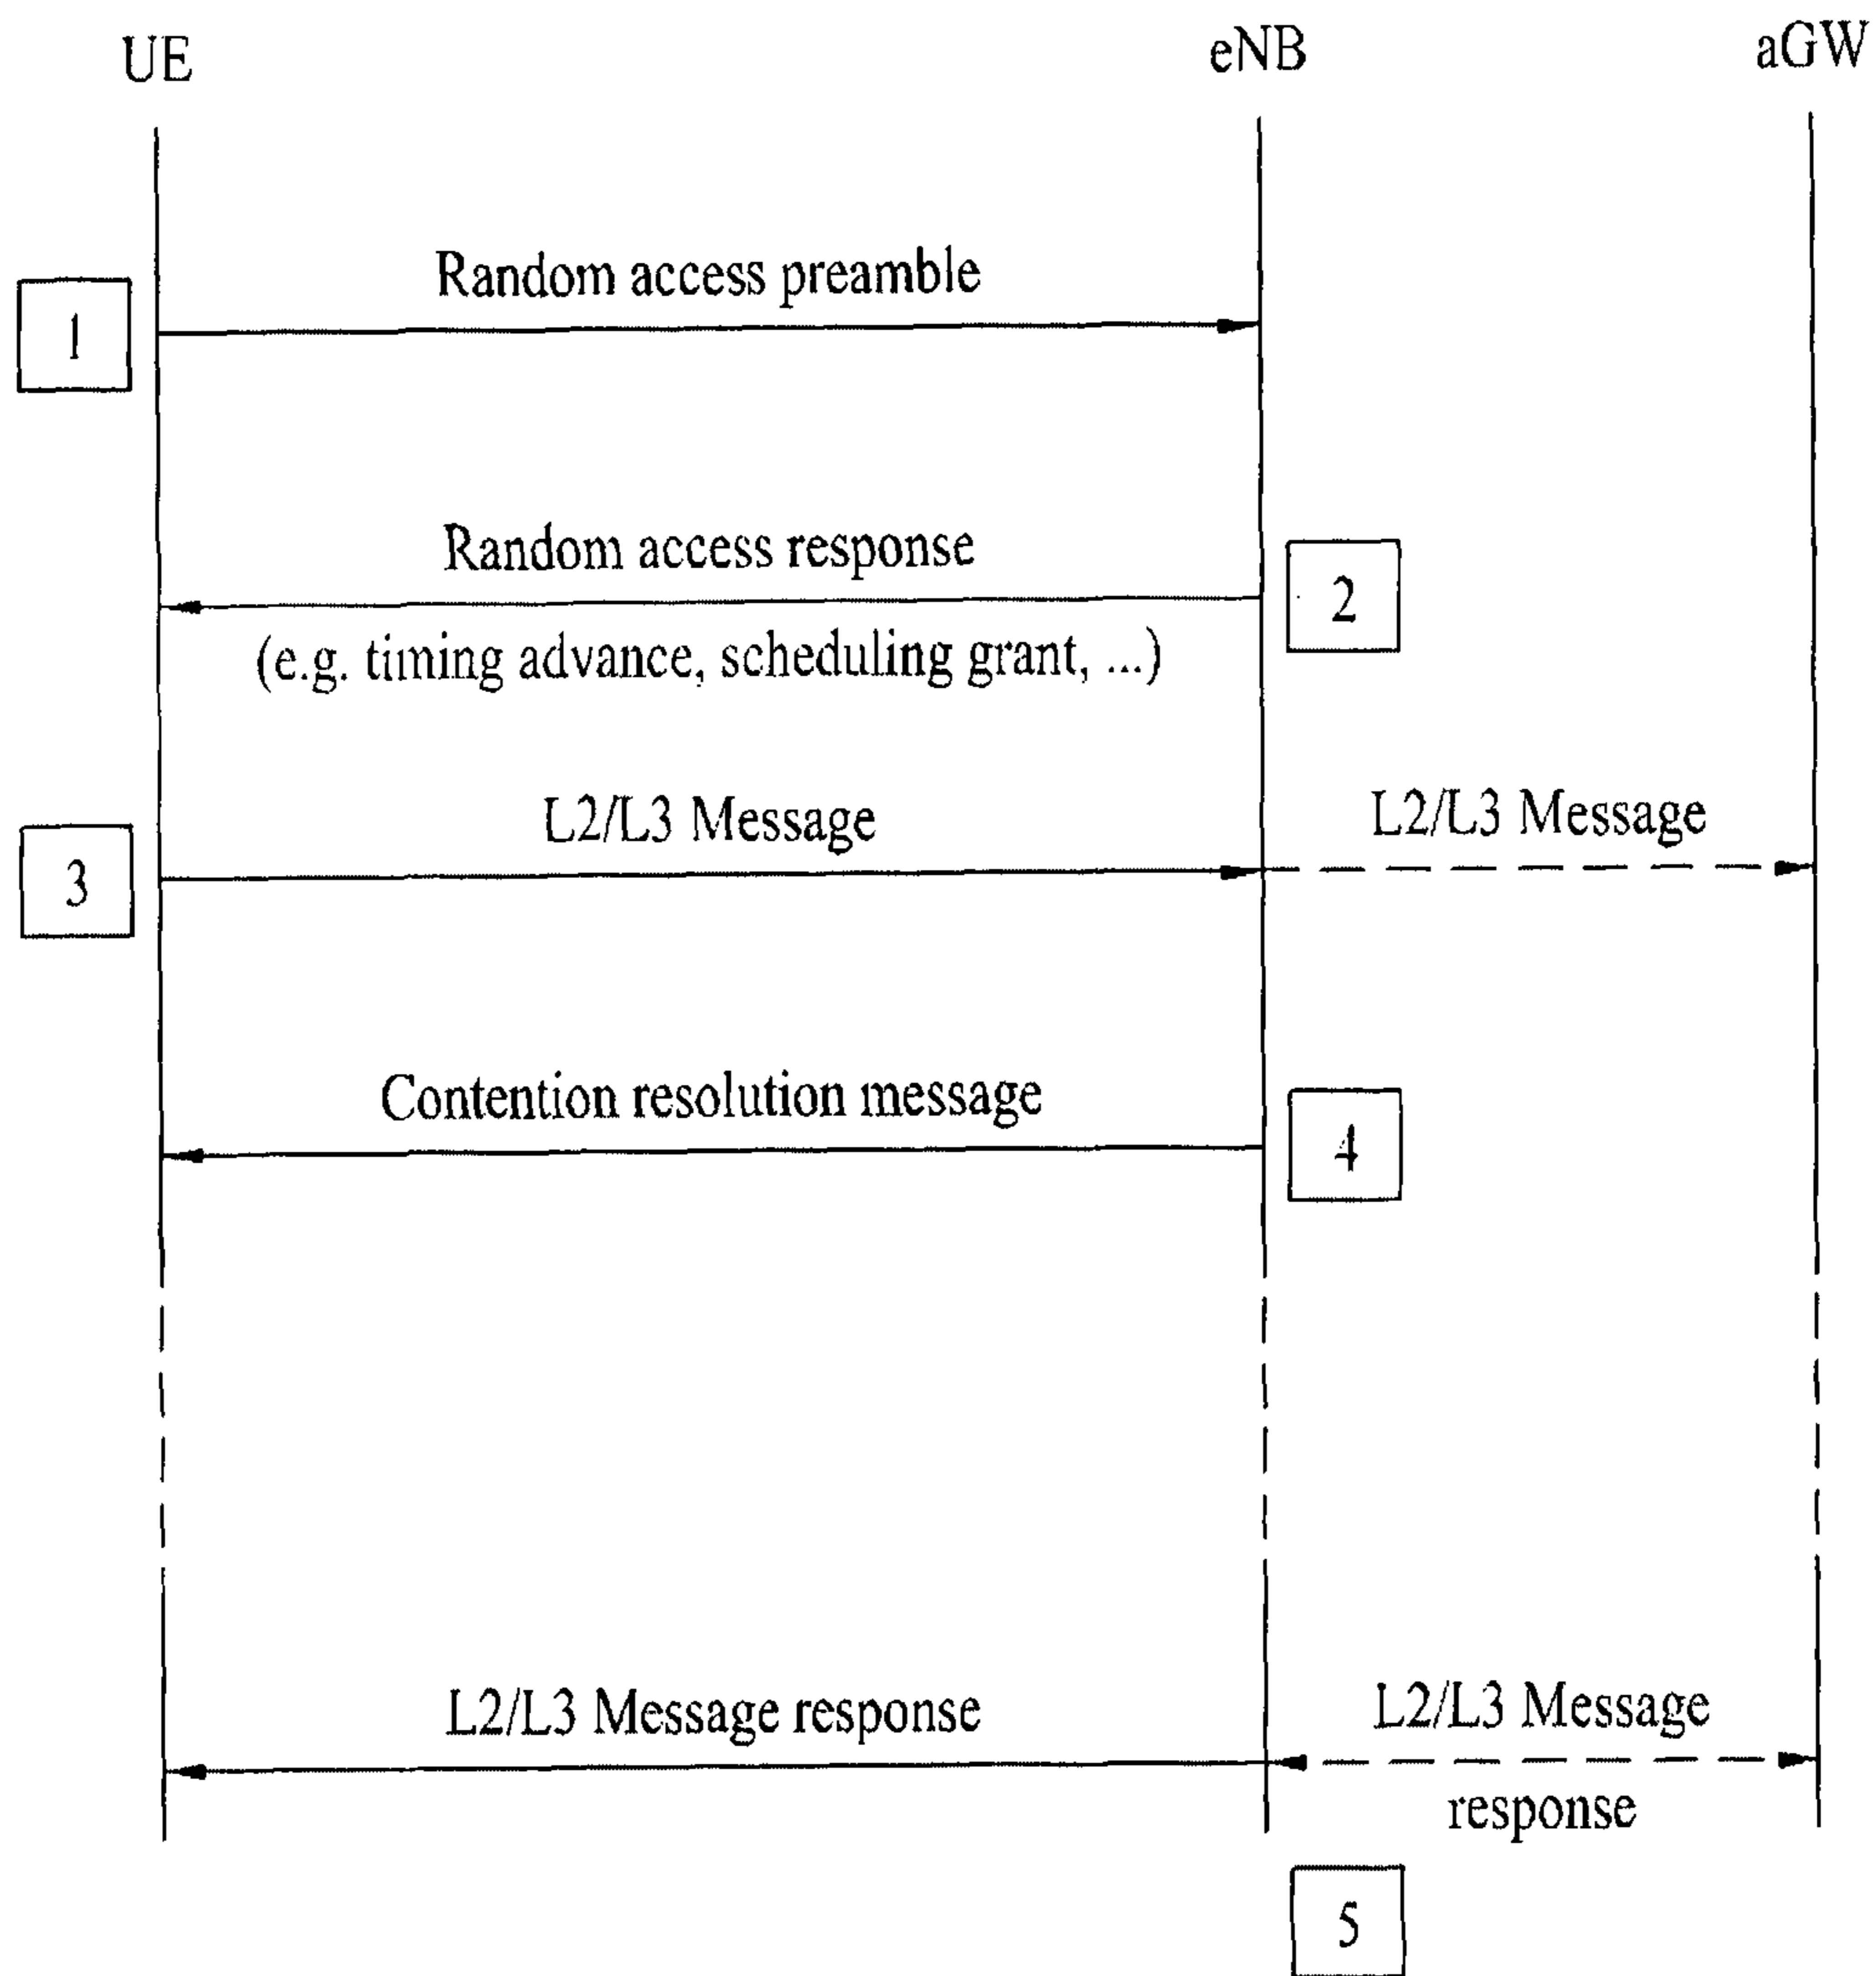 UE eNB aGW
Random access preamble
1
Random access response
2
(e.g. timing advance, scheduling grant, ...)
L2/L3 Message L2/L3 Message
3
Contention resolution message
4
L2/L3 Message response L2/L3 Message
response
5